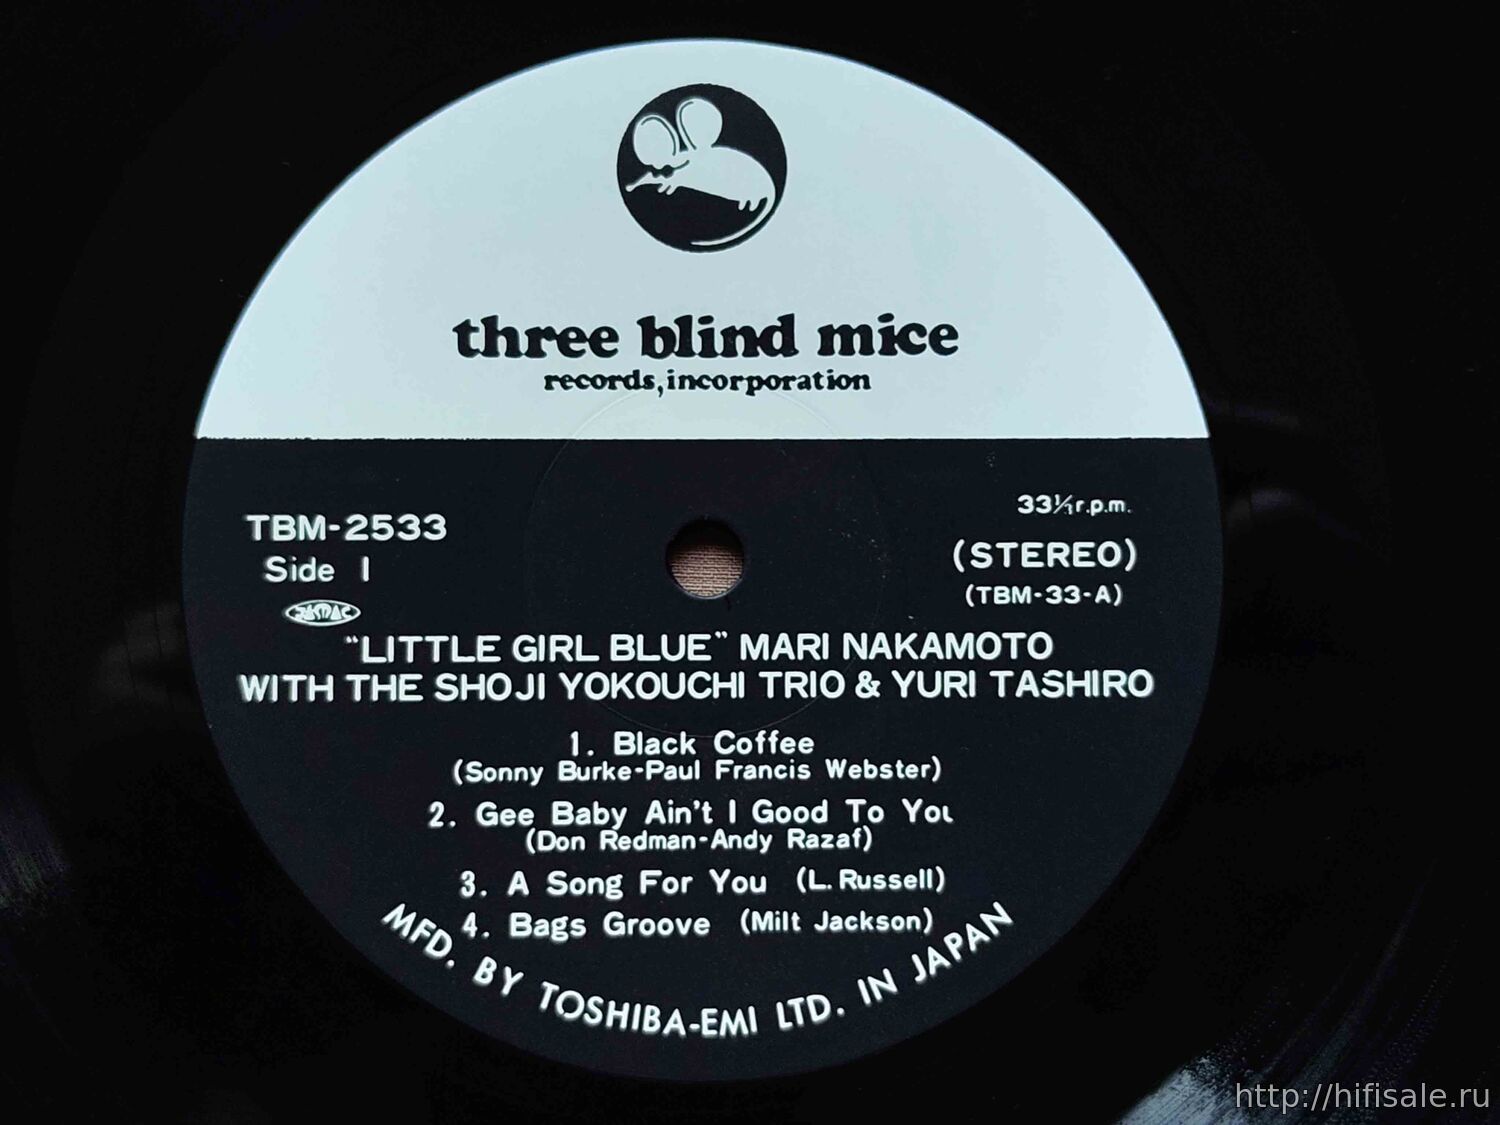 three blind mice
records, incorporation
TBM-2533
Side 1
JASRAC
33⅓ r.p.m.
(STEREO)
(TBM-33-A)
"LITTLE GIRL BLUE" MARI NAKAMOTO
WITH THE SHOJI YOKOUCHI TRIO & YURI TASHIRO
1. Black Coffee
(Sonny Burke-Paul Francis Webster)
2. Gee Baby Ain't I Good To You
(Don Redman-Andy Razaf)
3. A Song For You (L. Russell)
4. Bags Groove (Milt Jackson)
MFD. BY TOSHIBA-EMI LTD. IN JAPAN
http://hifisale.ru